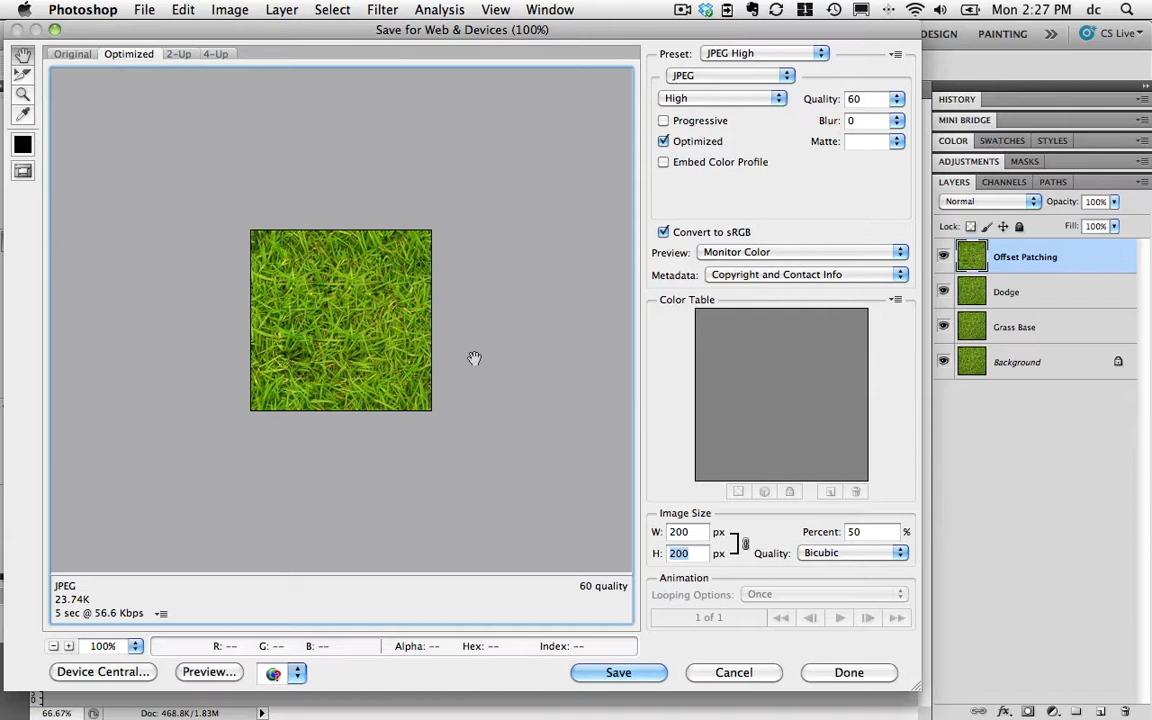 Photoshop File Edit Image Layer Select Filter Analysis View Window Mon 2:27 PM dc
Save for Web & Devices (100%)
DESIGN PAINTING CS Live
Original Optimized 2-Up 4-Up
Preset: JPEG High
JPEG
High Quality: 60
Progressive Blur: 0
Optimized Matte:
Embed Color Profile
Convert to sRGB
Preview: Monitor Color
Metadata: Copyright and Contact Info
Color Table
Image Size
W: 200 px Percent: 50 %
H: 200 px Quality: Bicubic
Animation
Looping Options: Once
1 of 1
JPEG 60 quality
23.74K
5 sec @ 56.6 Kbps
100% R: -- G: -- B: -- Alpha: -- Hex: -- Index: --
Device Central... Preview... Save Cancel Done
HISTORY
MINI BRIDGE
COLOR SWATCHES STYLES
ADJUSTMENTS MASKS
LAYERS CHANNELS PATHS
Normal Opacity: 100%
Lock: Fill: 100%
Offset Patching
Dodge
Grass Base
Background
66.67% Doc: 468.8K/1.83M